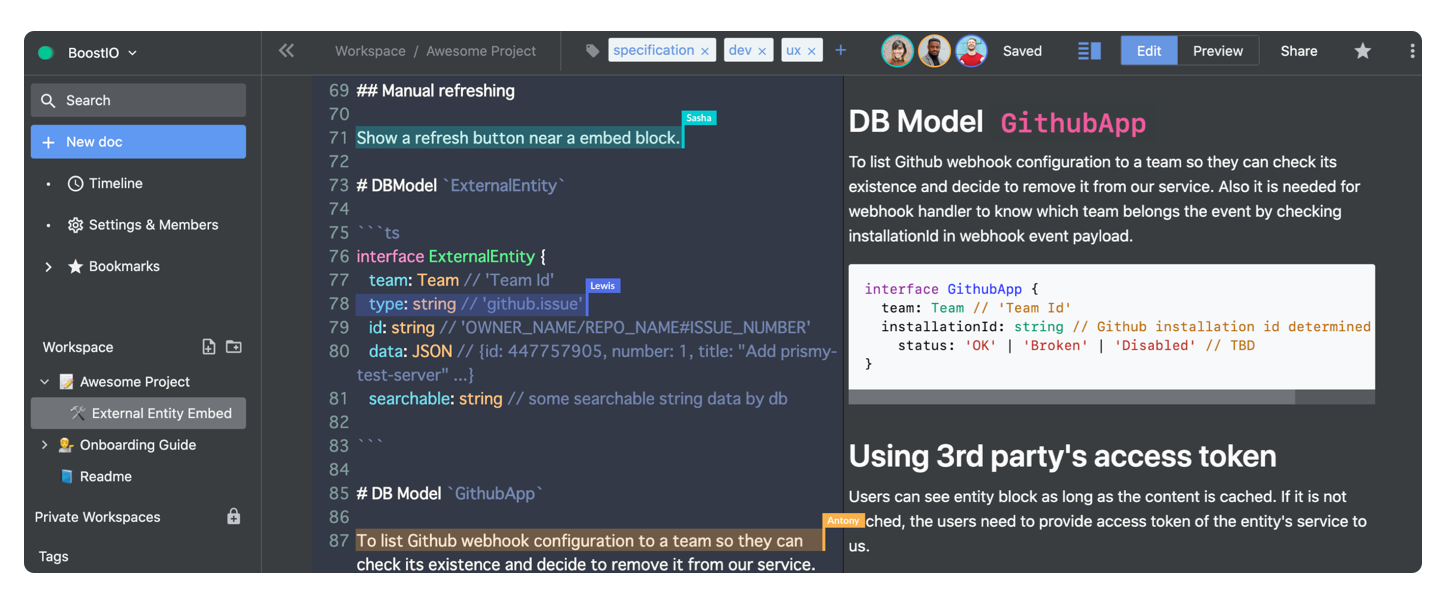 BoostIO
Workspace / Awesome Project
specification × dev × ux × +
Saved
Edit Preview Share
Search
+ New doc
Timeline
Settings & Members
Bookmarks
Workspace
Awesome Project
External Entity Embed
Onboarding Guide
Readme
Private Workspaces
Tags
69 ## Manual refreshing
70
Sasha
71 Show a refresh button near a embed block.
72
73 # DBModel `ExternalEntity`
74
75 ```ts
76 interface ExternalEntity {
77 team: Team // 'Team Id'
Lewis
78 type: string // 'github.issue'
79 id: string // 'OWNER_NAME/REPO_NAME#ISSUE_NUMBER'
80 data: JSON // {id: 447757905, number: 1, title: "Add prismy-
test-server" ...}
81 searchable: string // some searchable string data by db
82
83 ```
84
85 # DB Model `GithubApp`
86
Antony
87 To list Github webhook configuration to a team so they can
check its existence and decide to remove it from our service.
DB Model GithubApp
To list Github webhook configuration to a team so they can check its
existence and decide to remove it from our service. Also it is needed for
webhook handler to know which team belongs the event by checking
installationId in webhook event payload.
interface GithubApp {
team: Team // 'Team Id'
installationId: string // Github installation id determined
status: 'OK' | 'Broken' | 'Disabled' // TBD
}
Using 3rd party's access token
Users can see entity block as long as the content is cached. If it is not
ched, the users need to provide access token of the entity's service to
us.